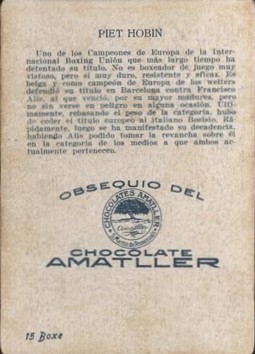 PIET HOBIN
Uno de los Campeones de Europa de la Inter-
nacional Boxing Unión que más largo tiempo ha
detentado su título. No es boxeador de juego muy
vistoso, pero sí muy duro, resistente y eficaz. Es
belga y como campeón de Europa de los welters
defendió su título en Barcelona contra Francisco
Alís, al que venció, por su mayor madurez, pero
no sin verse en peligro en alguna ocasión. Últi-
mamente, rebasando el peso de la categoría, hubo
de ceder el título europeo al italiano Bosisio. Rá-
pidamente, luego se ha manifestado su decadencia,
habiendo Alís podido tomar la revancha sobre él
en la categoría de los medios a que ambos ac-
tualmente pertenecen.
OBSEQUIO DEL
CHOCOLATES AMATLLER
CHOCOLATE
AMATLLER
15 Boxe